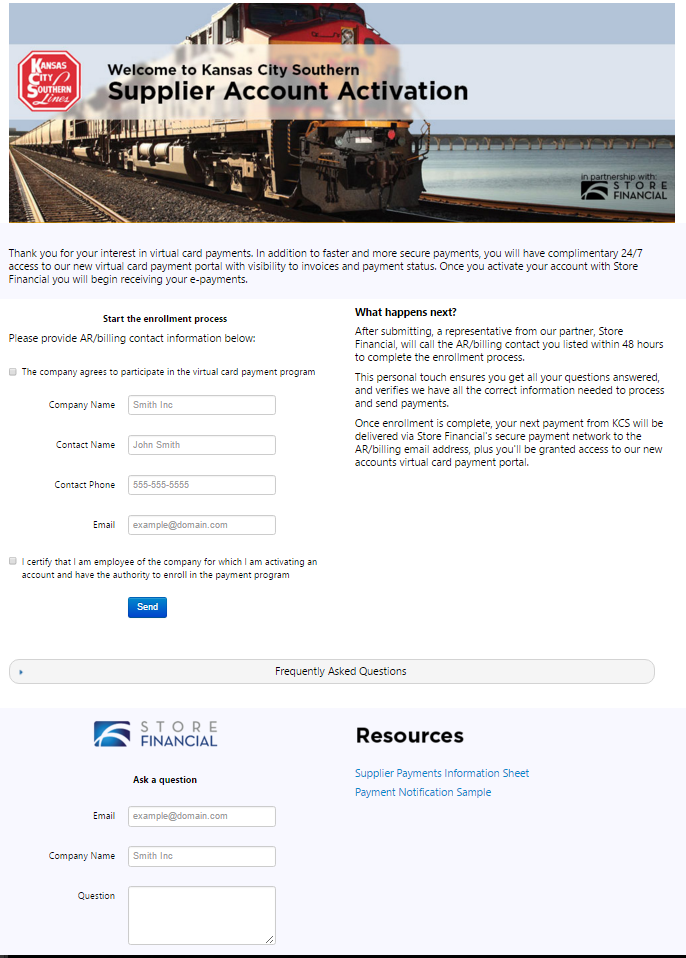 KANSAS
CITY
SOUTHERN
Lines
Welcome to Kansas City Southern
Supplier Account Activation
in partnership with:
STORE
FINANCIAL
Thank you for your interest in virtual card payments. In addition to faster and more secure payments, you will have complimentary 24/7
access to our new virtual card payment portal with visibility to invoices and payment status. Once you activate your account with Store
Financial you will begin receiving your e-payments.
Start the enrollment process
Please provide AR/billing contact information below:
The company agrees to participate in the virtual card payment program
Company Name
Smith Inc
Contact Name
John Smith
Contact Phone
555-555-5555
Email
example@domain.com
I certify that I am employee of the company for which I am activating an
account and have the authority to enroll in the payment program
Send
What happens next?
After submitting, a representative from our partner, Store
Financial, will call the AR/billing contact you listed within 48 hours
to complete the enrollment process.
This personal touch ensures you get all your questions answered,
and verifies we have all the correct information needed to process
and send payments.
Once enrollment is complete, your next payment from KCS will be
delivered via Store Financial's secure payment network to the
AR/billing email address, plus you'll be granted access to our new
accounts virtual card payment portal.
Frequently Asked Questions
STORE
FINANCIAL
Ask a question
Email
example@domain.com
Company Name
Smith Inc
Question
Resources
Supplier Payments Information Sheet
Payment Notification Sample